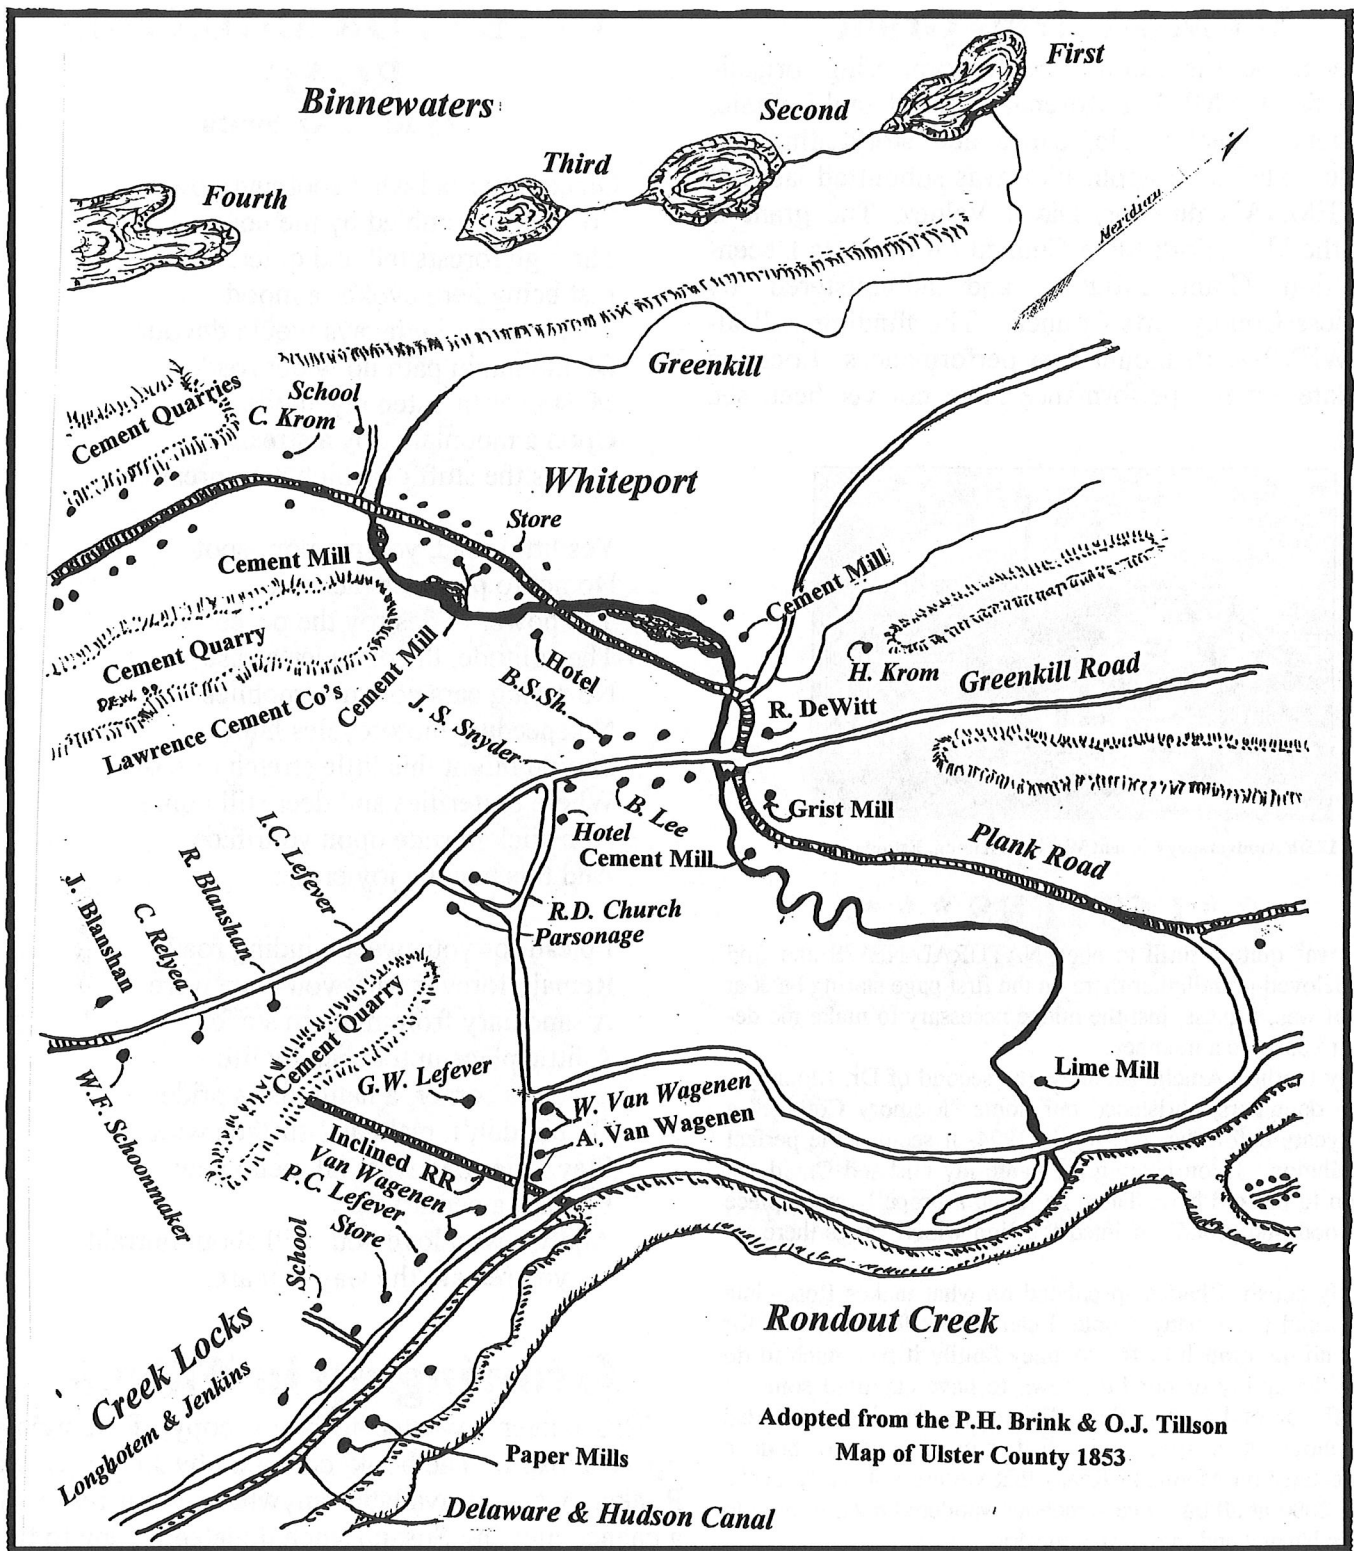 First
Binnewaters
Second
Third
Fourth
Meridian
Greenkill
School
C. Krom
Cement Quarries
Whiteport
Store
Cement Mill
Cement Mill
Cement Quarry
Cement Mill
Hotel
B.S.Sh.
H. Krom
Greenkill Road
R. DeWitt
Lawrence Cement Co's
J. S. Snyder
B. Lee
Grist Mill
Hotel
Cement Mill
Plank Road
I.C. Lefever
R. Blanshan
C. Relyea
J. Blanshan
R.D. Church
Parsonage
Cement Quarry
G.W. Lefever
W. Van Wagenen
A. Van Wagenen
Lime Mill
W.F. Schoonmaker
Inclined RR
Van Wagenen
P.C. Lefever
Store
School
Creek Locks
Longhotem & Jenkins
Rondout Creek
Adopted from the P.H. Brink & O.J. Tillson
Map of Ulster County 1853
Paper Mills
Delaware & Hudson Canal